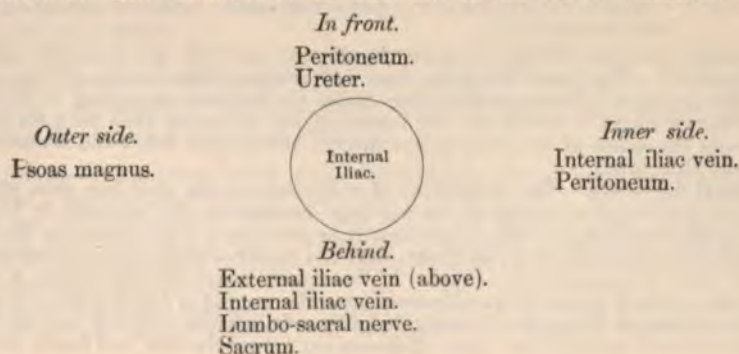 In front.
Peritoneum.
Ureter.
Outer side.
Psoas magnus.
Internal
Iliac.
Inner side.
Internal iliac vein.
Peritoneum.
Behind.
External iliac vein (above).
Internal iliac vein.
Lumbo-sacral nerve.
Sacrum.